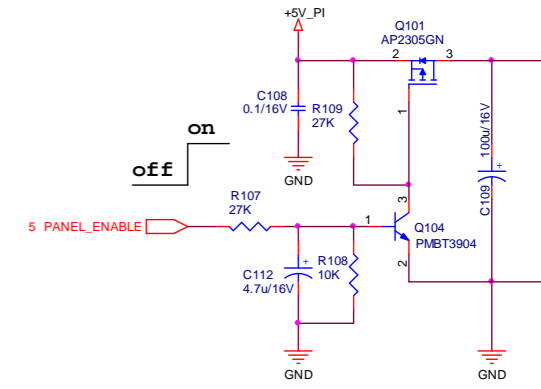 +5V_PI
Q101
AP2305GN
2
3
1
C108
0.1/16V
R109
27K
100u/16V
C109
on
off
GND
R107
27K
3
5 PANEL_ENABLE
1
Q104
PMBT3904
2
C112
4.7u/16V
R108
10K
+
+
GND
GND